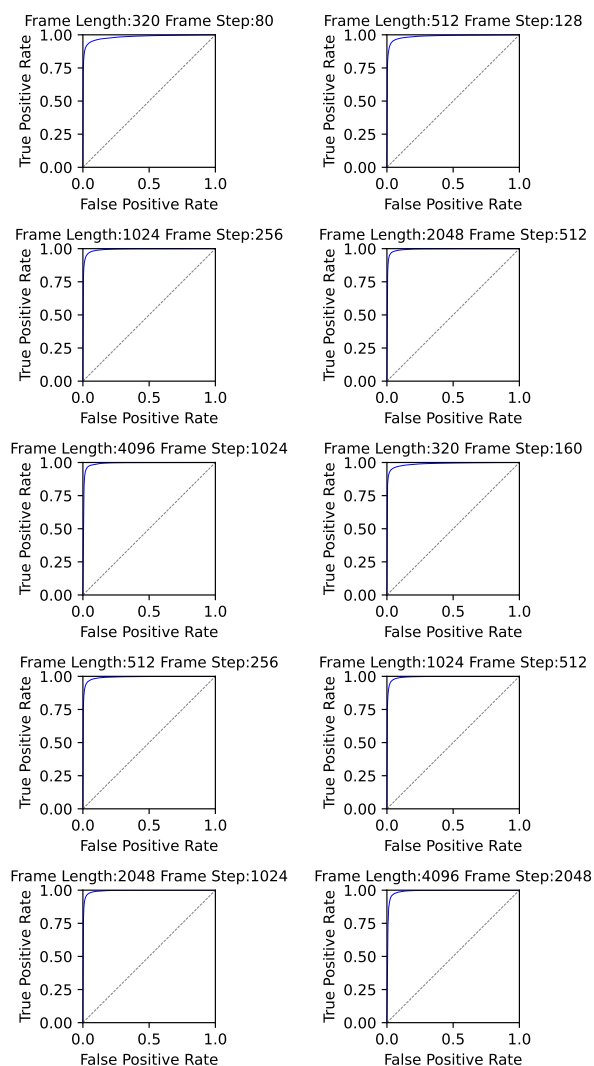 Frame Length:320 Frame Step:80
True Positive Rate
1.00
0.75
0.50
0.25
0.00
0.0 0.5 1.0
False Positive Rate
Frame Length:512 Frame Step:128
True Positive Rate
1.00
0.75
0.50
0.25
0.00
0.0 0.5 1.0
False Positive Rate
Frame Length:1024 Frame Step:256
True Positive Rate
1.00
0.75
0.50
0.25
0.00
0.0 0.5 1.0
False Positive Rate
Frame Length:2048 Frame Step:512
True Positive Rate
1.00
0.75
0.50
0.25
0.00
0.0 0.5 1.0
False Positive Rate
Frame Length:4096 Frame Step:1024
True Positive Rate
1.00
0.75
0.50
0.25
0.00
0.0 0.5 1.0
False Positive Rate
Frame Length:320 Frame Step:160
True Positive Rate
1.00
0.75
0.50
0.25
0.00
0.0 0.5 1.0
False Positive Rate
Frame Length:512 Frame Step:256
True Positive Rate
1.00
0.75
0.50
0.25
0.00
0.0 0.5 1.0
False Positive Rate
Frame Length:1024 Frame Step:512
True Positive Rate
1.00
0.75
0.50
0.25
0.00
0.0 0.5 1.0
False Positive Rate
Frame Length:2048 Frame Step:1024
True Positive Rate
1.00
0.75
0.50
0.25
0.00
0.0 0.5 1.0
False Positive Rate
Frame Length:4096 Frame Step:2048
True Positive Rate
1.00
0.75
0.50
0.25
0.00
0.0 0.5 1.0
False Positive Rate